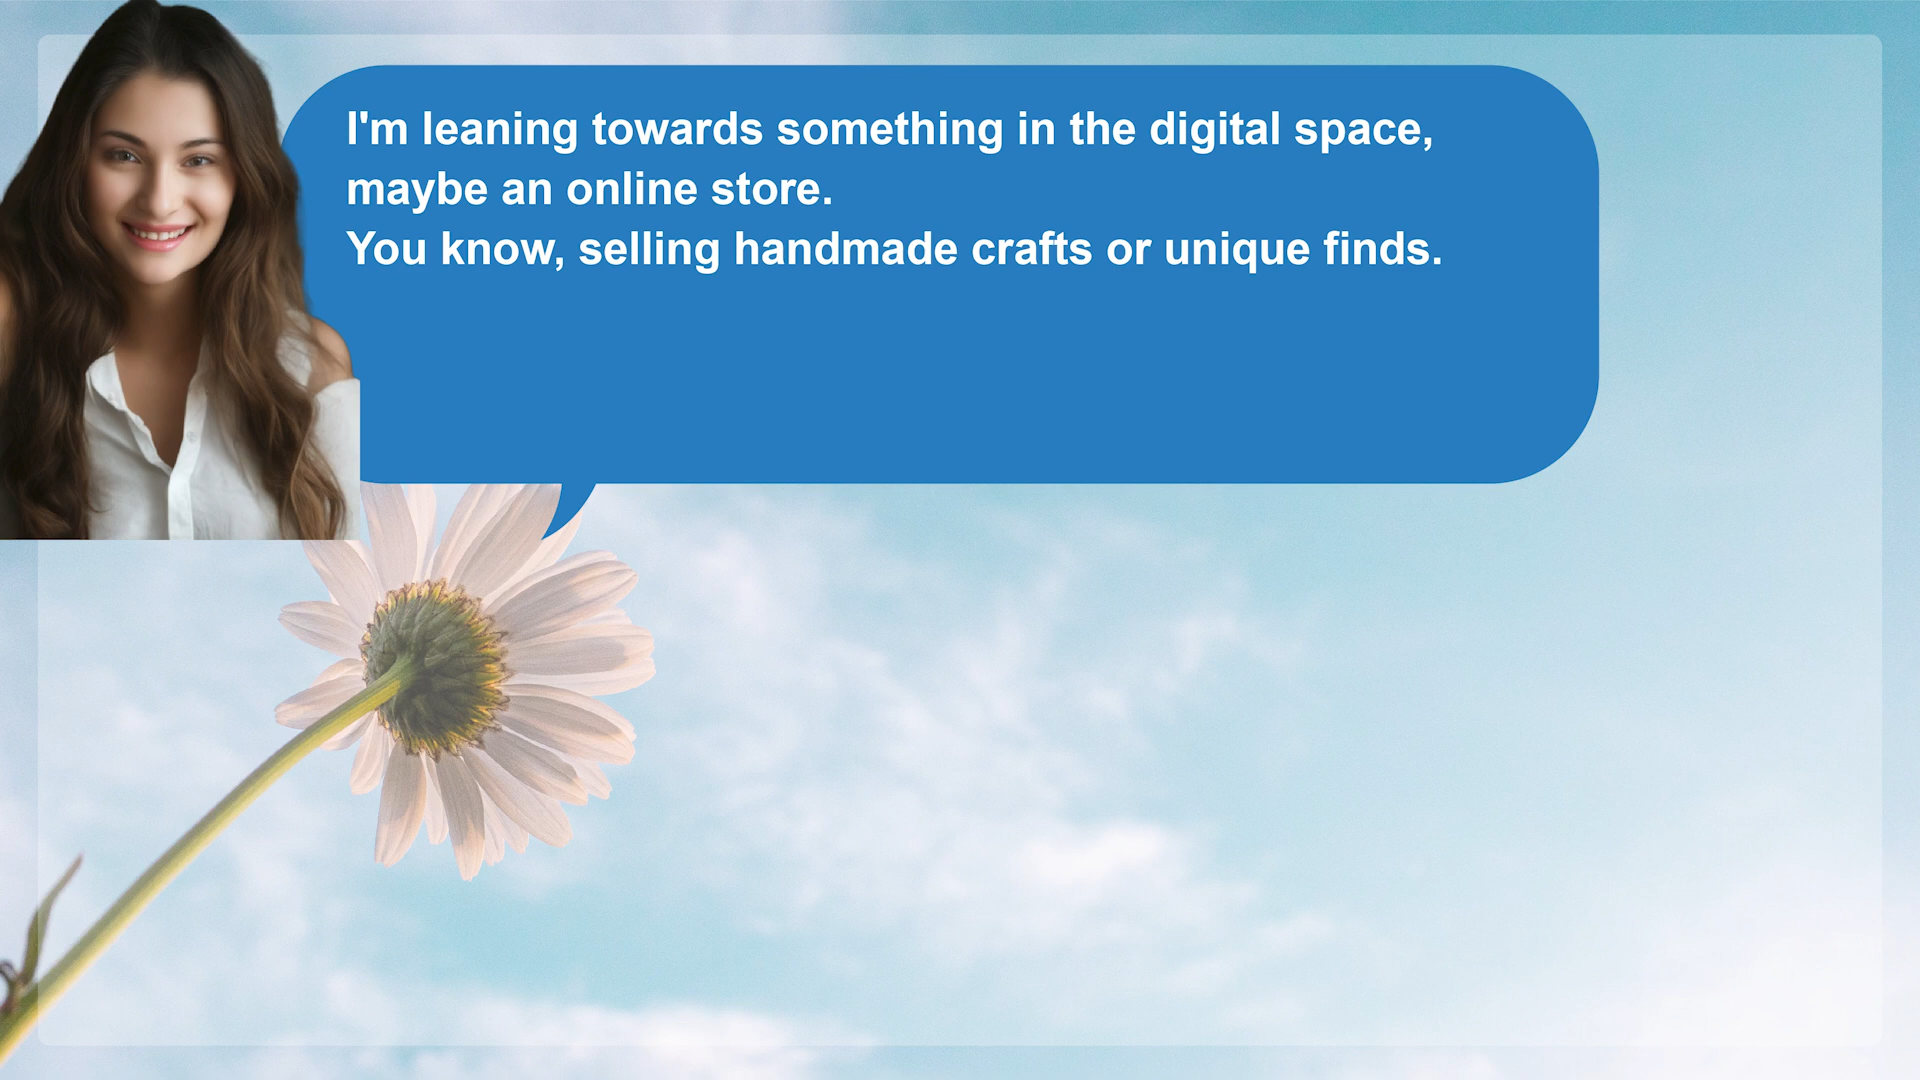 I'm leaning towards something in the digital space,
maybe an online store.
You know, selling handmade crafts or unique finds.